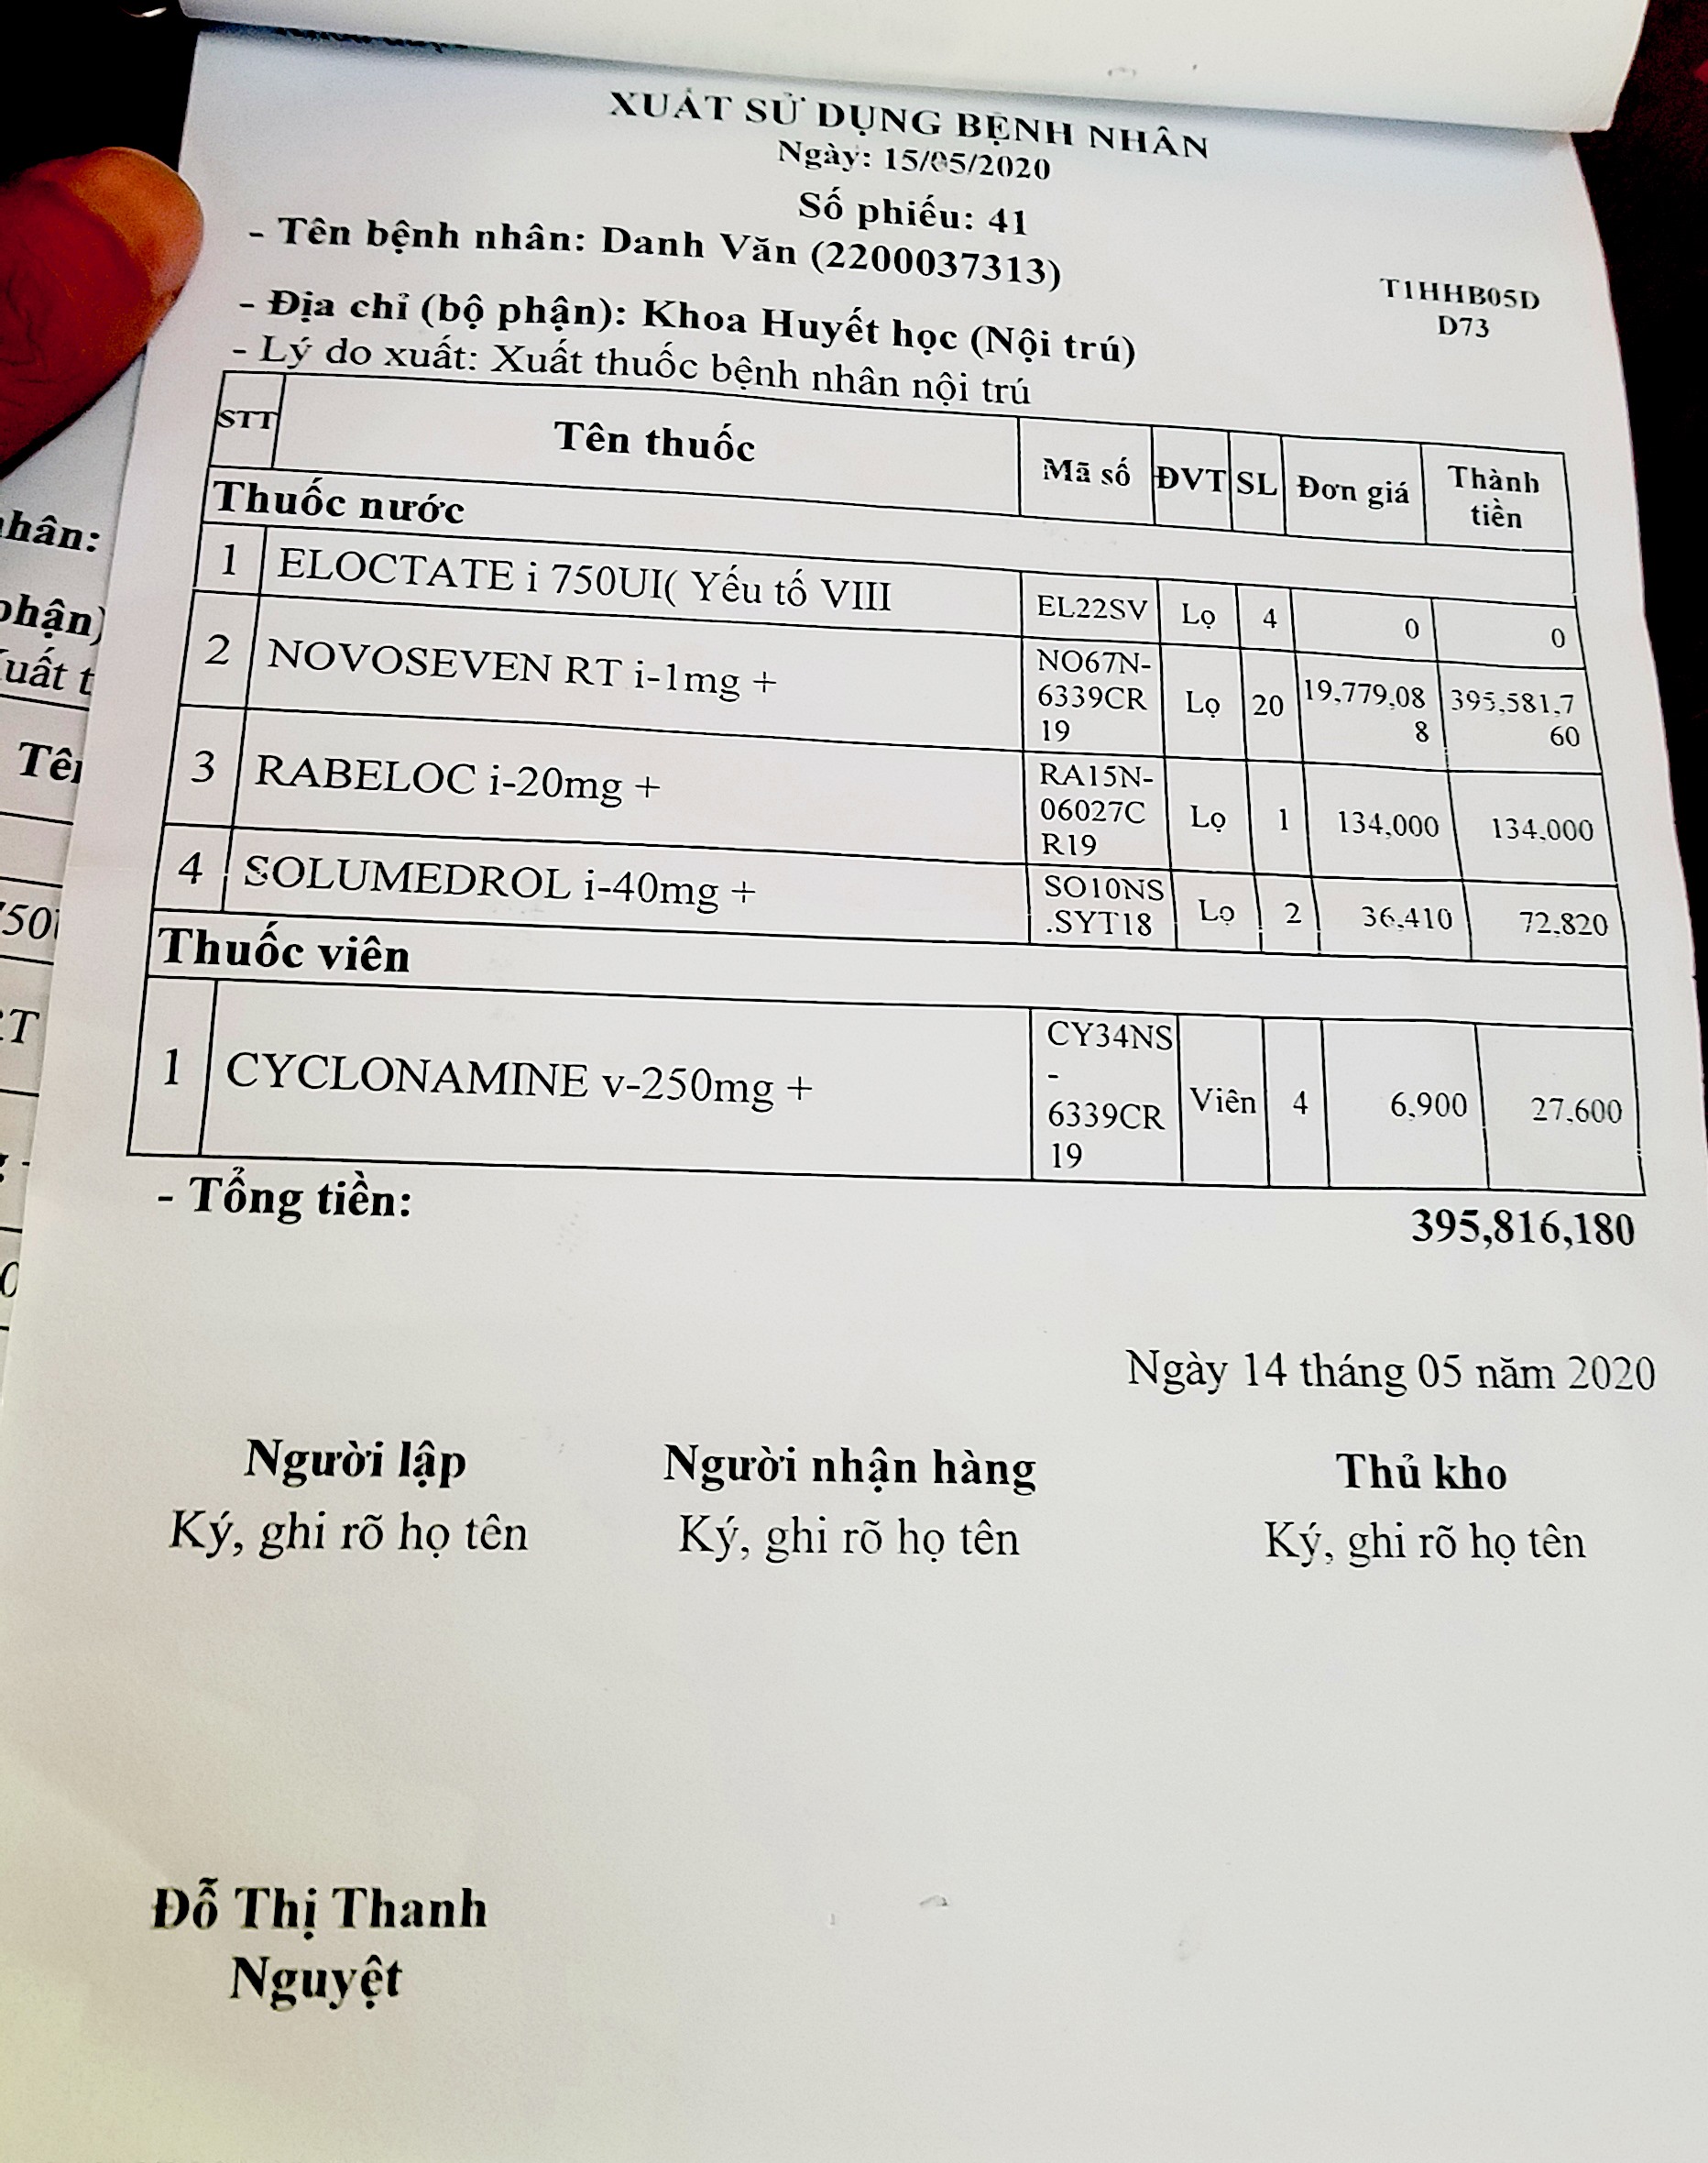 XUẤT SỬ DỤNG BỆNH NHÂN
Ngày: 15/05/2020
Số phiếu: 41
- Tên bệnh nhân: Danh Văn (2200037313)
T1HHB05D
D73
- Địa chỉ (bộ phận): Khoa Huyết học (Nội trú)
- Lý do xuất: Xuất thuốc bệnh nhân nội trú
STT Tên thuốc Mã số ĐVT SL Đơn giá Thành tiền
Thuốc nước
1 ELOCTATE i 750UI( Yếu tố VIII EL22SV Lọ 4 0 0
2 NOVOSEVEN RT i-1mg + NO67N-6339CR19 Lọ 20 19,779,088 395,581,760
3 RABELOC i-20mg + RA15N-06027CR19 Lọ 1 134,000 134,000
4 SOLUMEDROL i-40mg + SO10NS.SYT18 Lọ 2 36,410 72,820
Thuốc viên
1 CYCLONAMINE v-250mg + CY34NS-6339CR19 Viên 4 6,900 27,600
- Tổng tiền: 395,816,180
Ngày 14 tháng 05 năm 2020
Người lập Người nhận hàng Thủ kho
Ký, ghi rõ họ tên Ký, ghi rõ họ tên Ký, ghi rõ họ tên
Đỗ Thị Thanh
Nguyệt